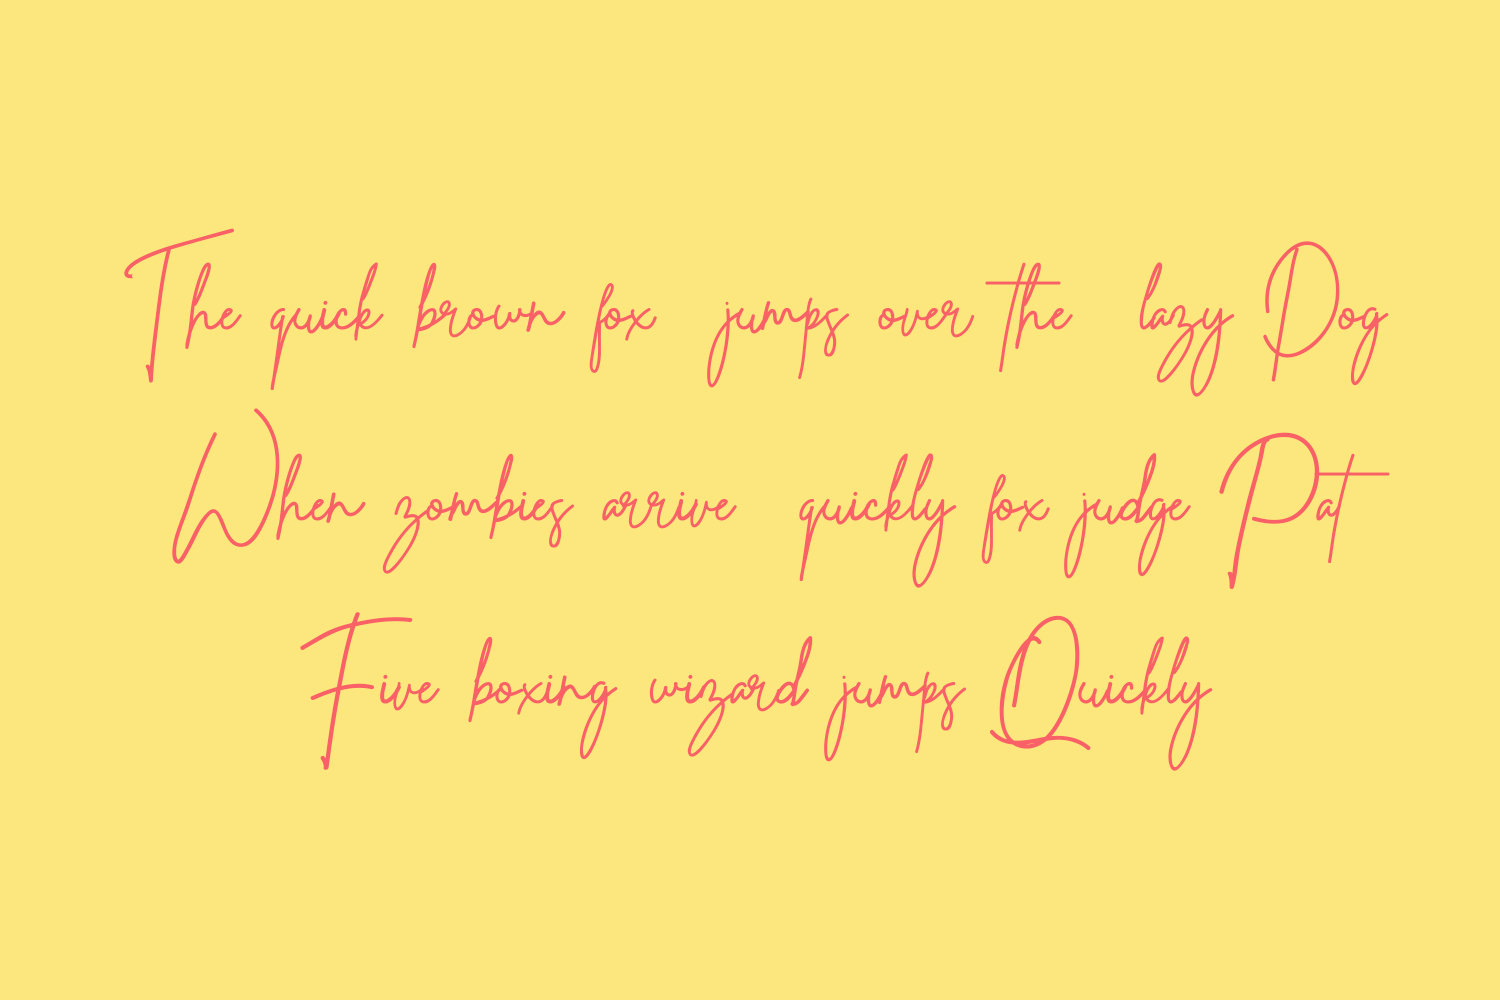 The quick brown fox jumps over the lazy Dog
When zombies arrive quickly fox judge Pat
Five boxing wizard jumps Quickly